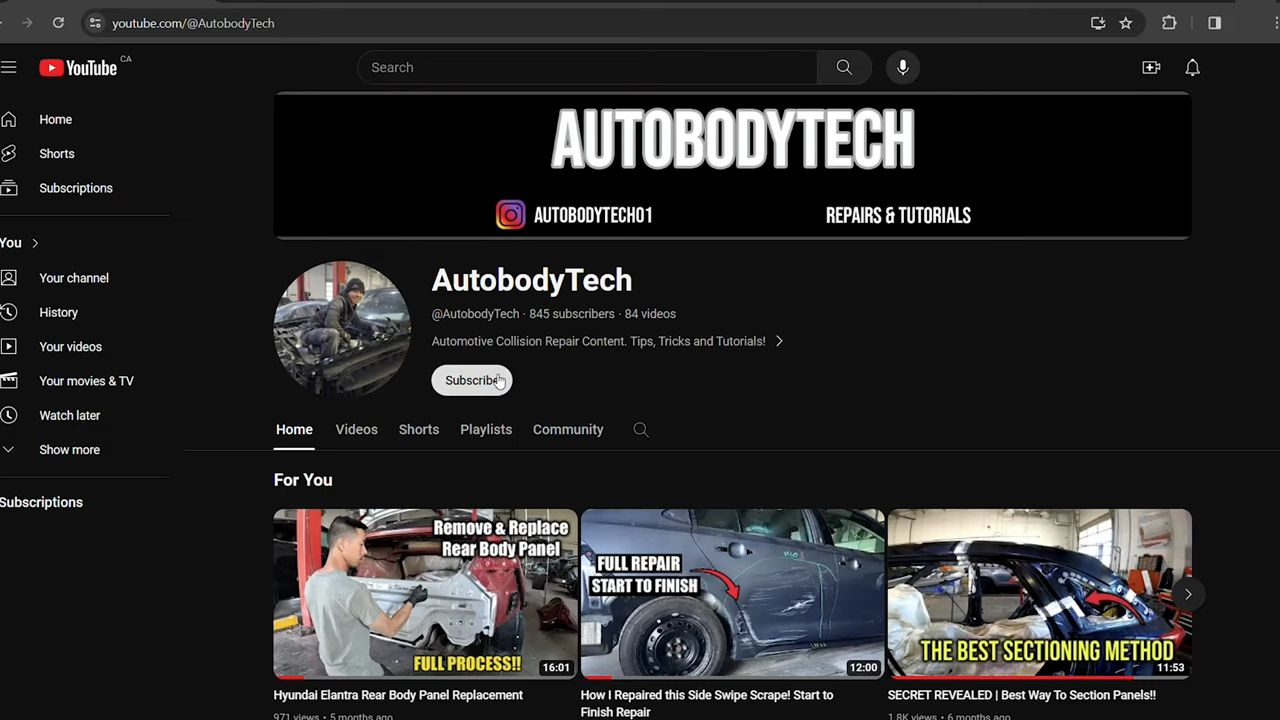 youtube.com/@AutobodyTech
YouTube CA
Search
Home
Shorts
Subscriptions
You
Your channel
History
Your videos
Your movies & TV
Watch later
Show more
Subscriptions
AUTOBODYTECH
AUTOBODYTECH01
REPAIRS & TUTORIALS
AutobodyTech
@AutobodyTech · 845 subscribers · 84 videos
Automotive Collision Repair Content. Tips, Tricks and Tutorials!
Subscribe
Home Videos Shorts Playlists Community
For You
Remove & Replace
Rear Body Panel
FULL PROCESS!!
16:01
Hyundai Elantra Rear Body Panel Replacement
971 views · 5 months ago
FULL REPAIR
START TO FINISH
12:00
How I Repaired this Side Swipe Scrape! Start to
Finish Repair
THE BEST SECTIONING METHOD
11:53
SECRET REVEALED | Best Way To Section Panels!!
1.8K views · 6 months ago